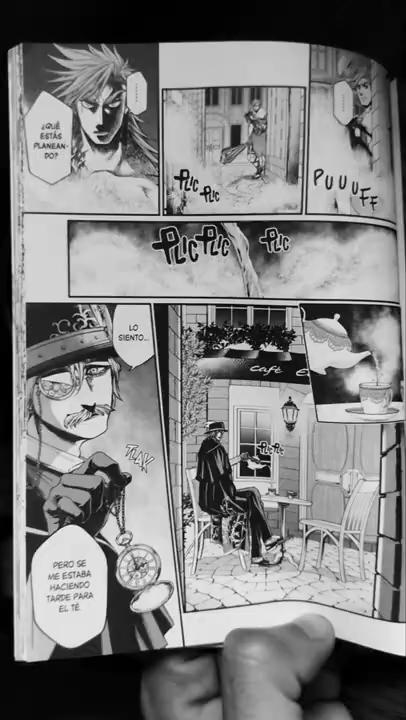 ......
¿QUÉ
ESTÁS
PLANEAN-
DO?
PLIC
PLIC
......
PUUUFF
PLIC PLIC
PLIC
LO
SIENTO...
TLAK
PERO SE
ME ESTABA
HACIENDO
TARDE PARA
EL TÉ.
café
PLIC
PLIC